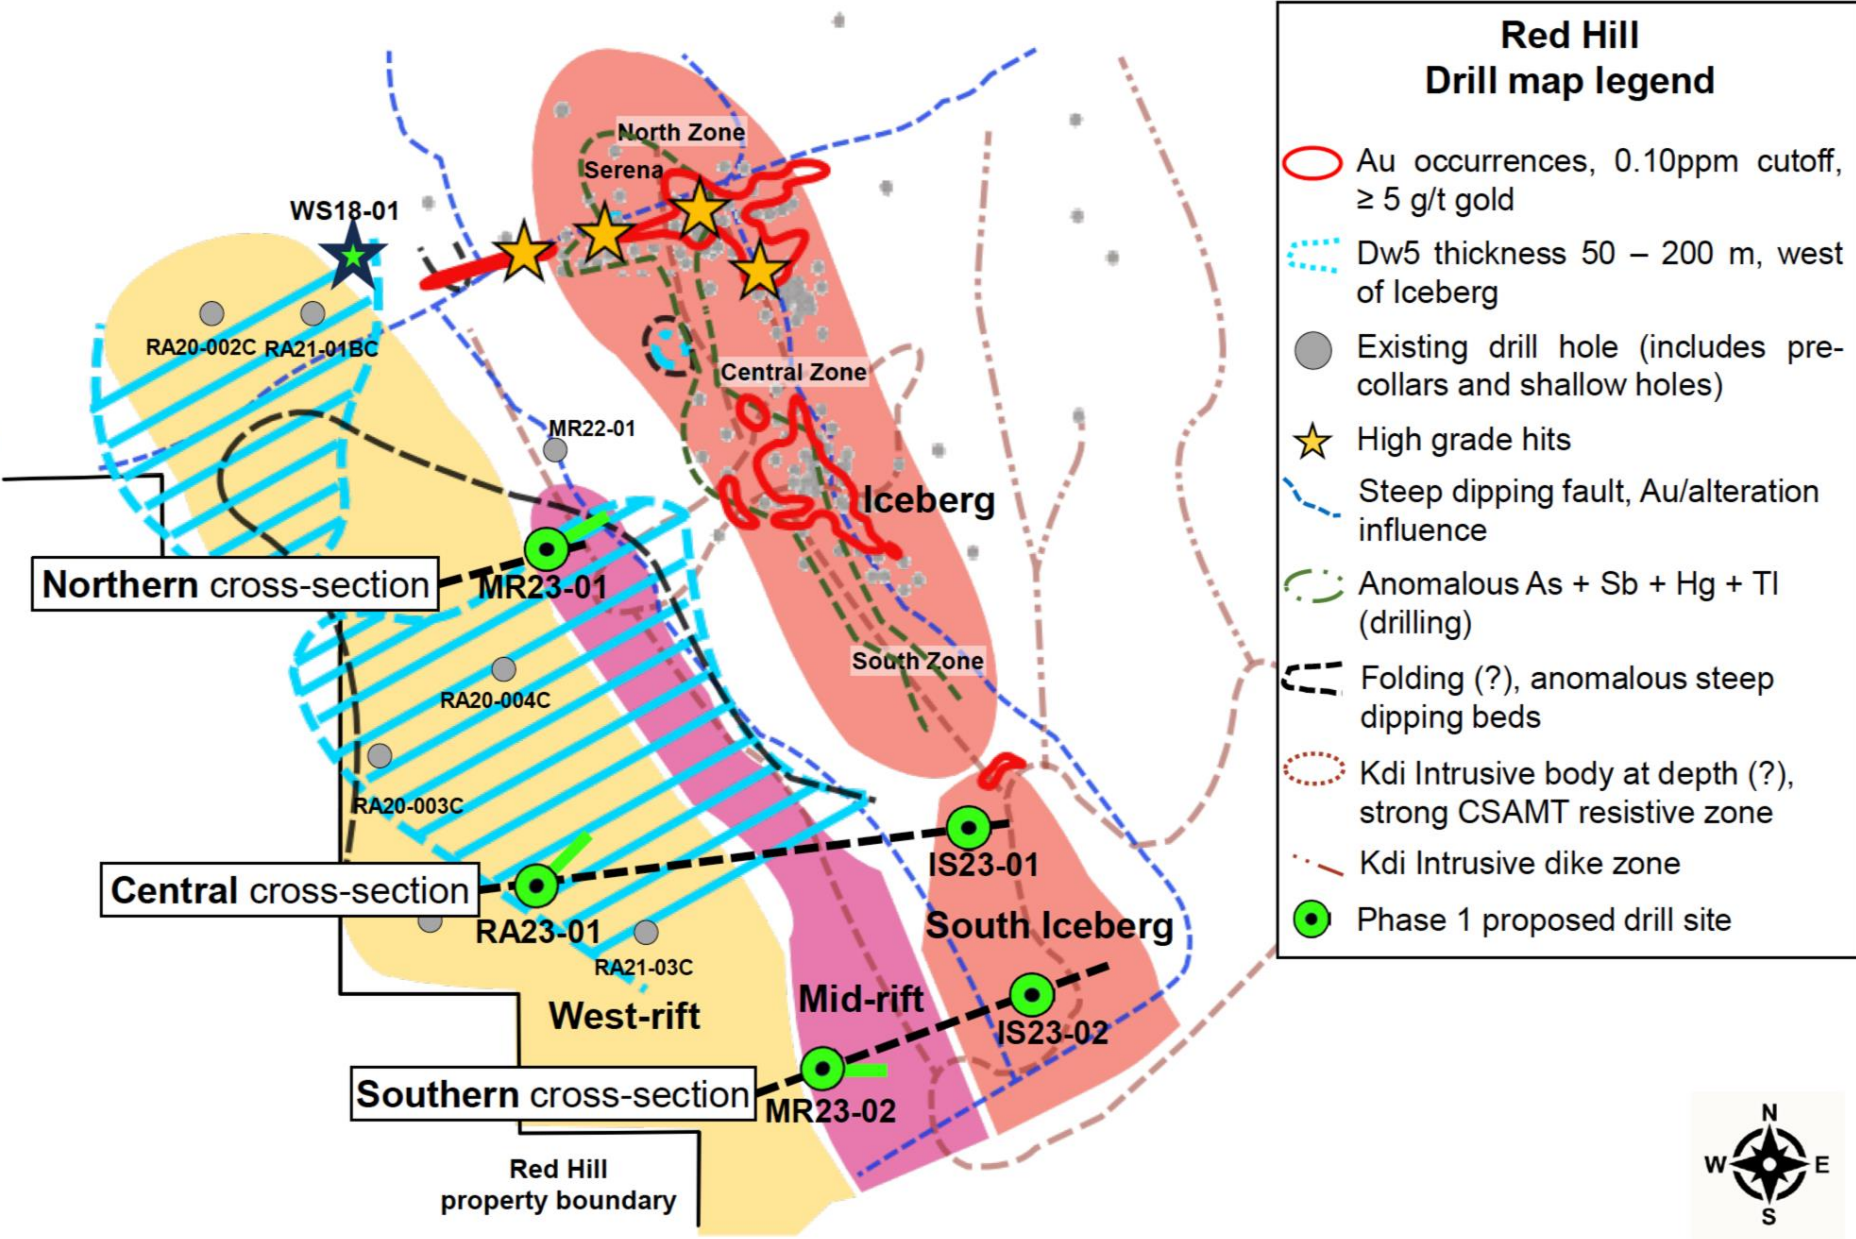 Red Hill
Drill map legend
Au occurrences, 0.10ppm cutoff,
≥ 5 g/t gold
Dw5 thickness 50 – 200 m, west
of Iceberg
Existing drill hole (includes pre-
collars and shallow holes)
High grade hits
Steep dipping fault, Au/alteration
influence
Anomalous As + Sb + Hg + Tl
(drilling)
Folding (?), anomalous steep
dipping beds
Kdi Intrusive body at depth (?),
strong CSAMT resistive zone
Kdi Intrusive dike zone
Phase 1 proposed drill site
North Zone
Serena
WS18-01
RA20-002C
RA21-01BC
Central Zone
MR22-01
Iceberg
Northern cross-section
MR23-01
South Zone
RA20-004C
RA20-003C
IS23-01
Central cross-section
RA23-01
South Iceberg
RA21-03C
Mid-rift
West-rift
IS23-02
Southern cross-section
MR23-02
Red Hill
property boundary
N
W
E
S